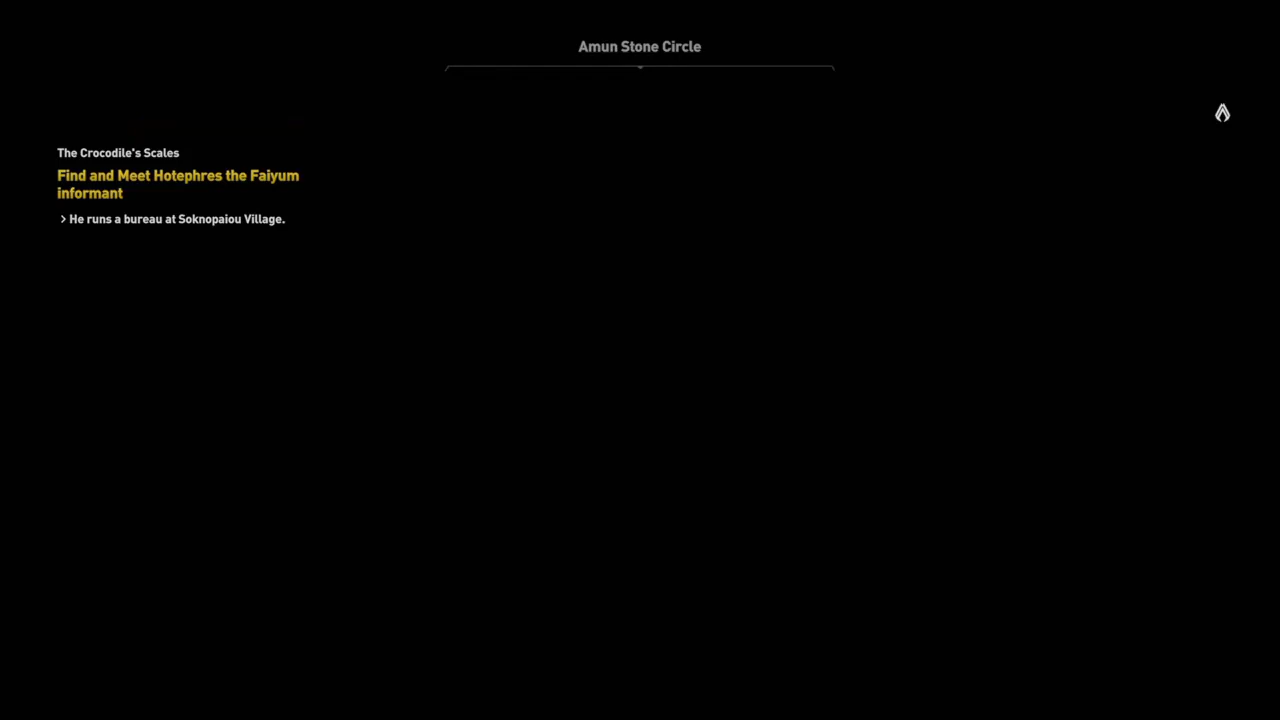 Amun Stone Circle
The Crocodile's Scales
Find and Meet Hotephres the Faiyum
informant
> He runs a bureau at Soknopaiou Village.